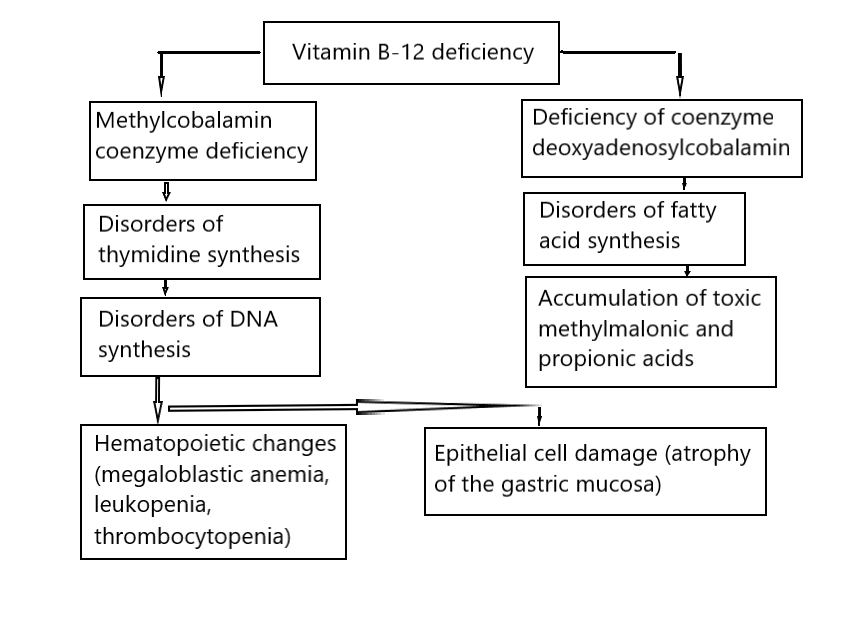 Vitamin B-12 deficiency
Methylcobalamin
coenzyme deficiency
Deficiency of coenzyme
deoxyadenosylcobalamin
Disorders of
thymidine synthesis
Disorders of fatty
acid synthesis
Disorders of DNA
synthesis
Accumulation of toxic
methylmalonic and
propionic acids
Hematopoietic changes
(megaloblastic anemia,
leukopenia,
thrombocytopenia)
Epithelial cell damage (atrophy
of the gastric mucosa)